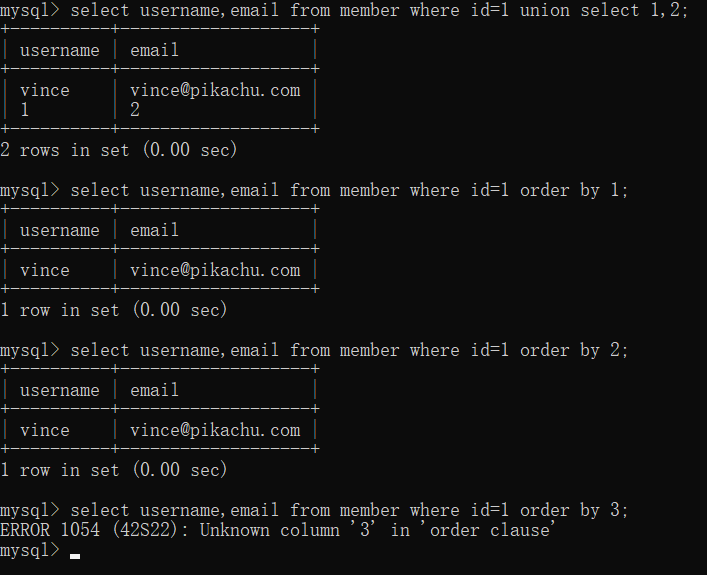 mysql> select username,email from member where id=1 union select 1,2;
+----------+-------------------+
| username | email             |
+----------+-------------------+
| vince    | vince@pikachu.com |
| 1        | 2                 |
+----------+-------------------+
2 rows in set (0.00 sec)
mysql> select username,email from member where id=1 order by 1;
+----------+-------------------+
| username | email             |
+----------+-------------------+
| vince    | vince@pikachu.com |
+----------+-------------------+
1 row in set (0.00 sec)
mysql> select username,email from member where id=1 order by 2;
+----------+-------------------+
| username | email             |
+----------+-------------------+
| vince    | vince@pikachu.com |
+----------+-------------------+
1 row in set (0.00 sec)
mysql> select username,email from member where id=1 order by 3;
ERROR 1054 (42S22): Unknown column '3' in 'order clause'
mysql>